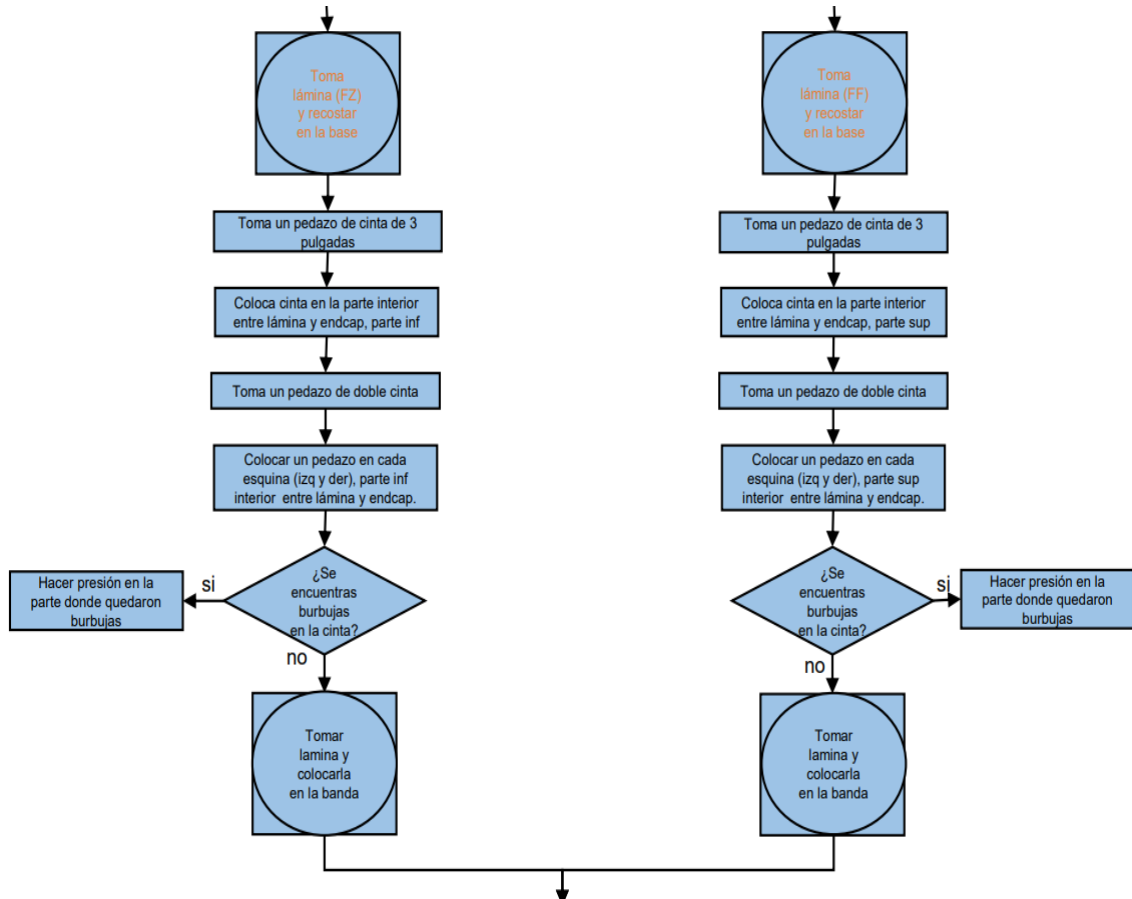 Toma
lámina (FZ)
y recostar
en la base
Toma un pedazo de cinta de 3
pulgadas
Coloca cinta en la parte interior
entre lámina y endcap, parte inf
Toma un pedazo de doble cinta
Colocar un pedazo en cada
esquina (izq y der), parte inf
interior entre lámina y endcap.
¿Se
encuentras
burbujas
en la cinta?
si
Hacer presión en la
parte donde quedaron
burbujas
no
Tomar
lamina y
colocarla
en la banda
Toma
lámina (FF)
y recostar
en la base
Toma un pedazo de cinta de 3
pulgadas
Coloca cinta en la parte interior
entre lámina y endcap, parte sup
Toma un pedazo de doble cinta
Colocar un pedazo en cada
esquina (izq y der), parte sup
interior entre lámina y endcap.
¿Se
encuentras
burbujas
en la cinta?
si
Hacer presión en la
parte donde quedaron
burbujas
no
Tomar
lamina y
colocarla
en la banda